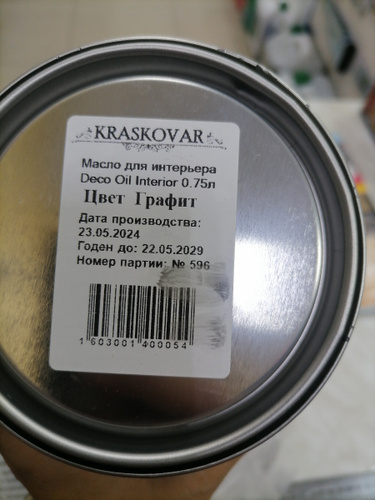 KRASKOVAR
Масло для интерьера
Deco Oil Interior 0.75л
Цвет Графит
Дата производства:
23.05.2024
Годен до: 22.05.2029
Номер партии: № 596
1603001400054